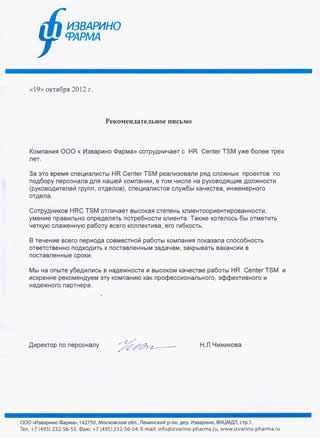 ИЗВАРИНО
ФАРМА
«19» октября 2012 г.
Рекомендательное письмо
Компания ООО « Изварино Фарма» сотрудничает с HR Center TSM уже более трех
лет.
За это время специалисты HR Center TSM реализовали ряд сложных проектов по
подбору персонала для нашей компании, в том числе на руководящие должности
(руководителей групп, отделов), специалистов службы качества, инженерного
отдела.
Сотрудников HRC TSM отличает высокая степень клиентоориентированности,
умение правильно определять потребности клиента. Также хотелось бы отметить
четкую слаженную работу всего коллектива, его гибкость.
В течение всего периода совместной работы компания показала способность
ответственно подходить к поставленным задачам, закрывать вакансии в
поставленные сроки.
Мы на опыте убедились в надежности и высоком качестве работы HR Center TSM и
искренне рекомендуем эту компанию как профессионального, эффективного и
надежного партнера.
Директор по персоналу Н.Л.Чижикова
ООО «Изварино Фарма», 142750, Московская обл., Ленинский р-он, дер. Изварино, ВНЦМДЛ, стр.1.
Тел. +7 (495) 232-56-55, Факс +7 (495) 232-56-54; E-mail: info@izvarino-pharma.ru, www.izvarino-pharma.ru